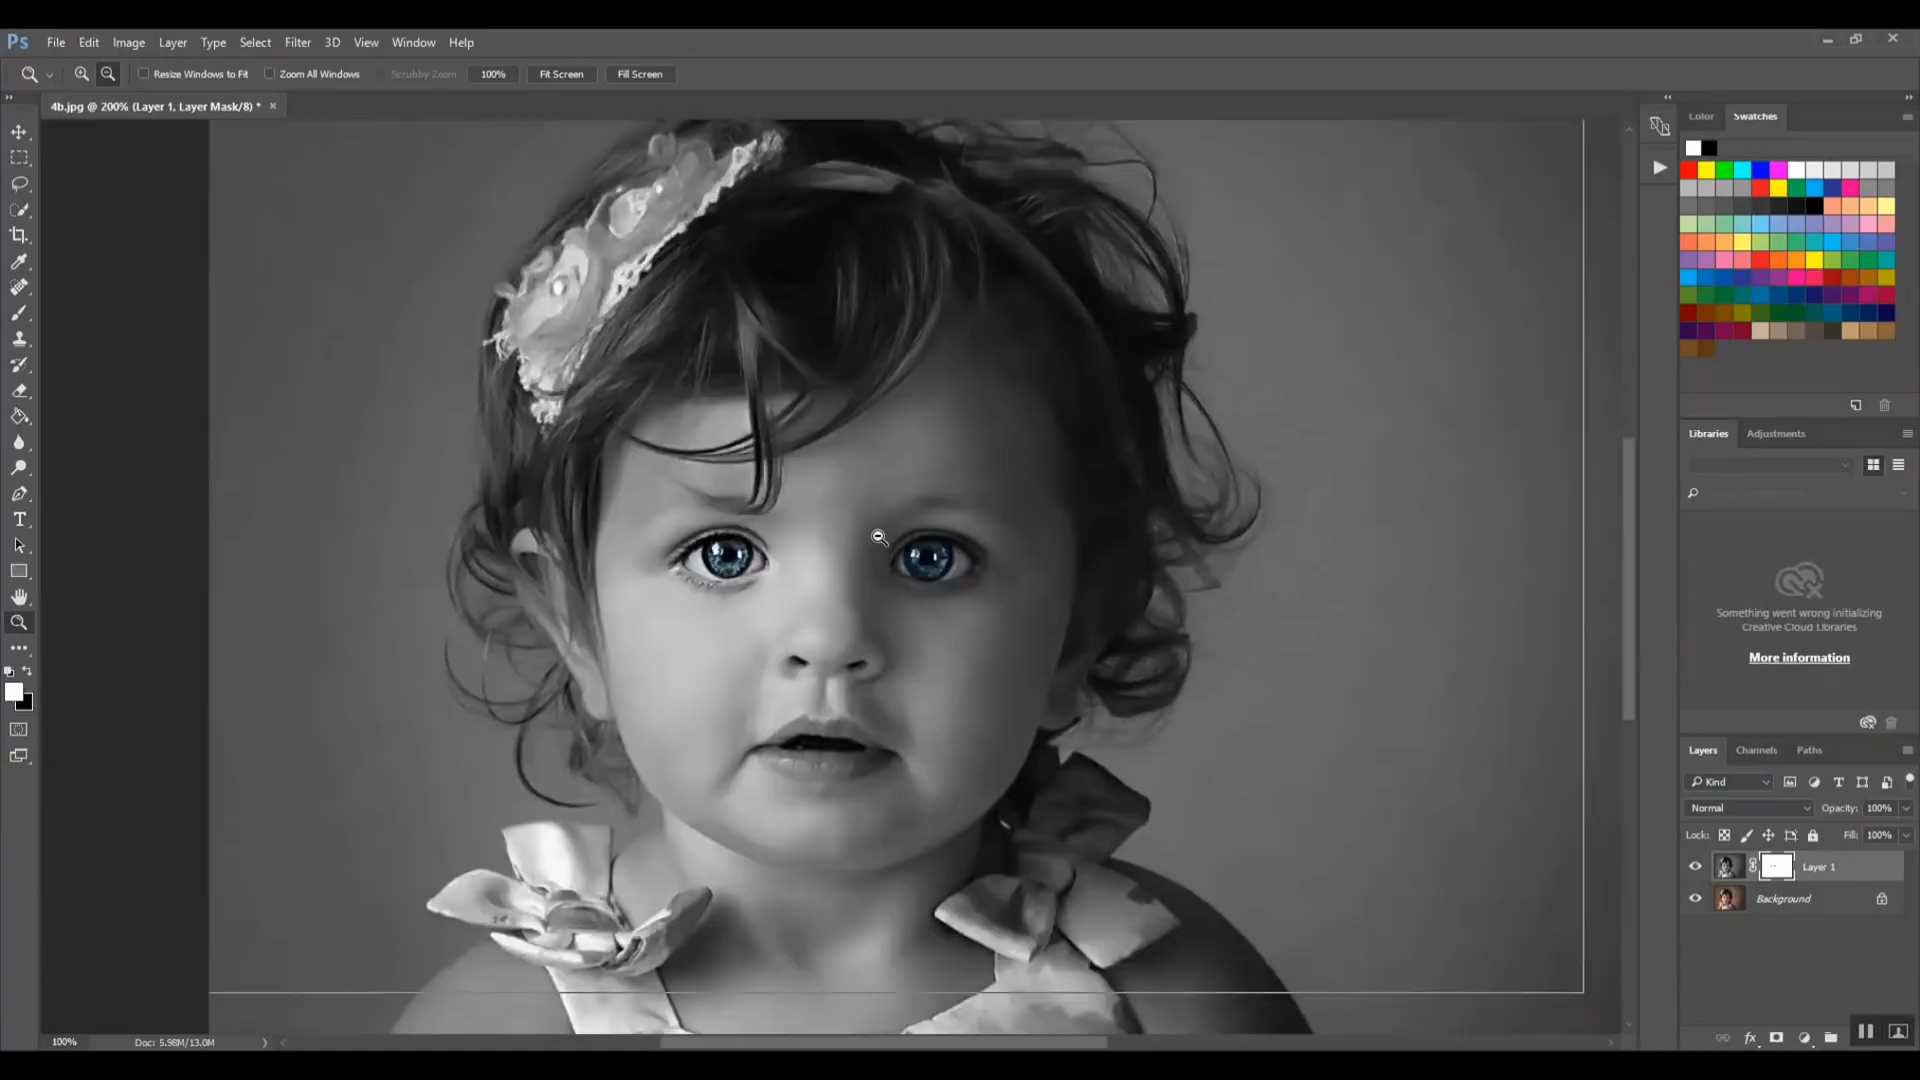 Ps File Edit Image Layer Type Select Filter 3D View Window Help
Resize Windows to Fit Zoom All Windows Scrubby Zoom 100% Fit Screen Fill Screen
4b.jpg @ 200% (Layer 1, Layer Mask/8) * ×
Color Swatches
Libraries Adjustments
Something went wrong initializing
Creative Cloud Libraries
More information
Layers Channels Paths
Kind T
Normal Opacity: 100%
Lock: Fill: 100%
Layer 1
Background
T
100% Doc: 5.98M/13.0M
fx